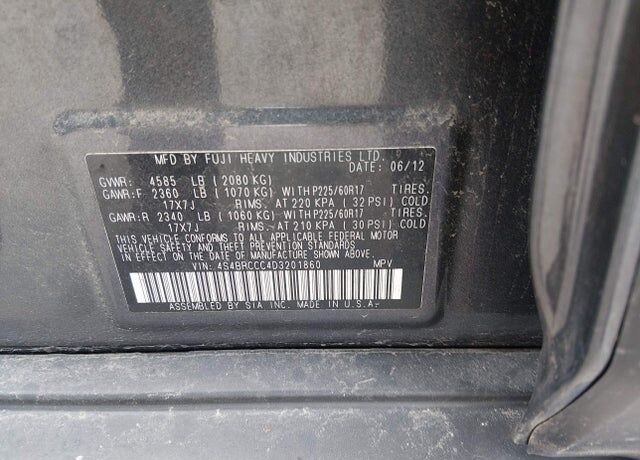 MFD BY FUJI HEAVY INDUSTRIES LTD.
DATE: 06/12
GVWR: 4585 LB ( 2080 KG)
GAWR:F 2360 LB ( 1070 KG) WITH P225/60R17 TIRES.
17X7J RIMS. AT 220 KPA ( 32 PSI) COLD
GAWR:R 2340 LB ( 1060 KG) WITH P225/60R17 TIRES.
17X7J RIMS. AT 210 KPA ( 30 PSI) COLD
THIS VEHICLE CONFORMS TO ALL APPLICABLE FEDERAL MOTOR
VEHICLE SAFETY AND THEFT PREVENTION STANDARDS
IN EFFECT ON THE DATE OF MANUFACTURE SHOWN ABOVE.
VIN: 4S4BRCCC4D3201860 MPV
ASSEMBLED BY SIA INC. MADE IN U.S.A.